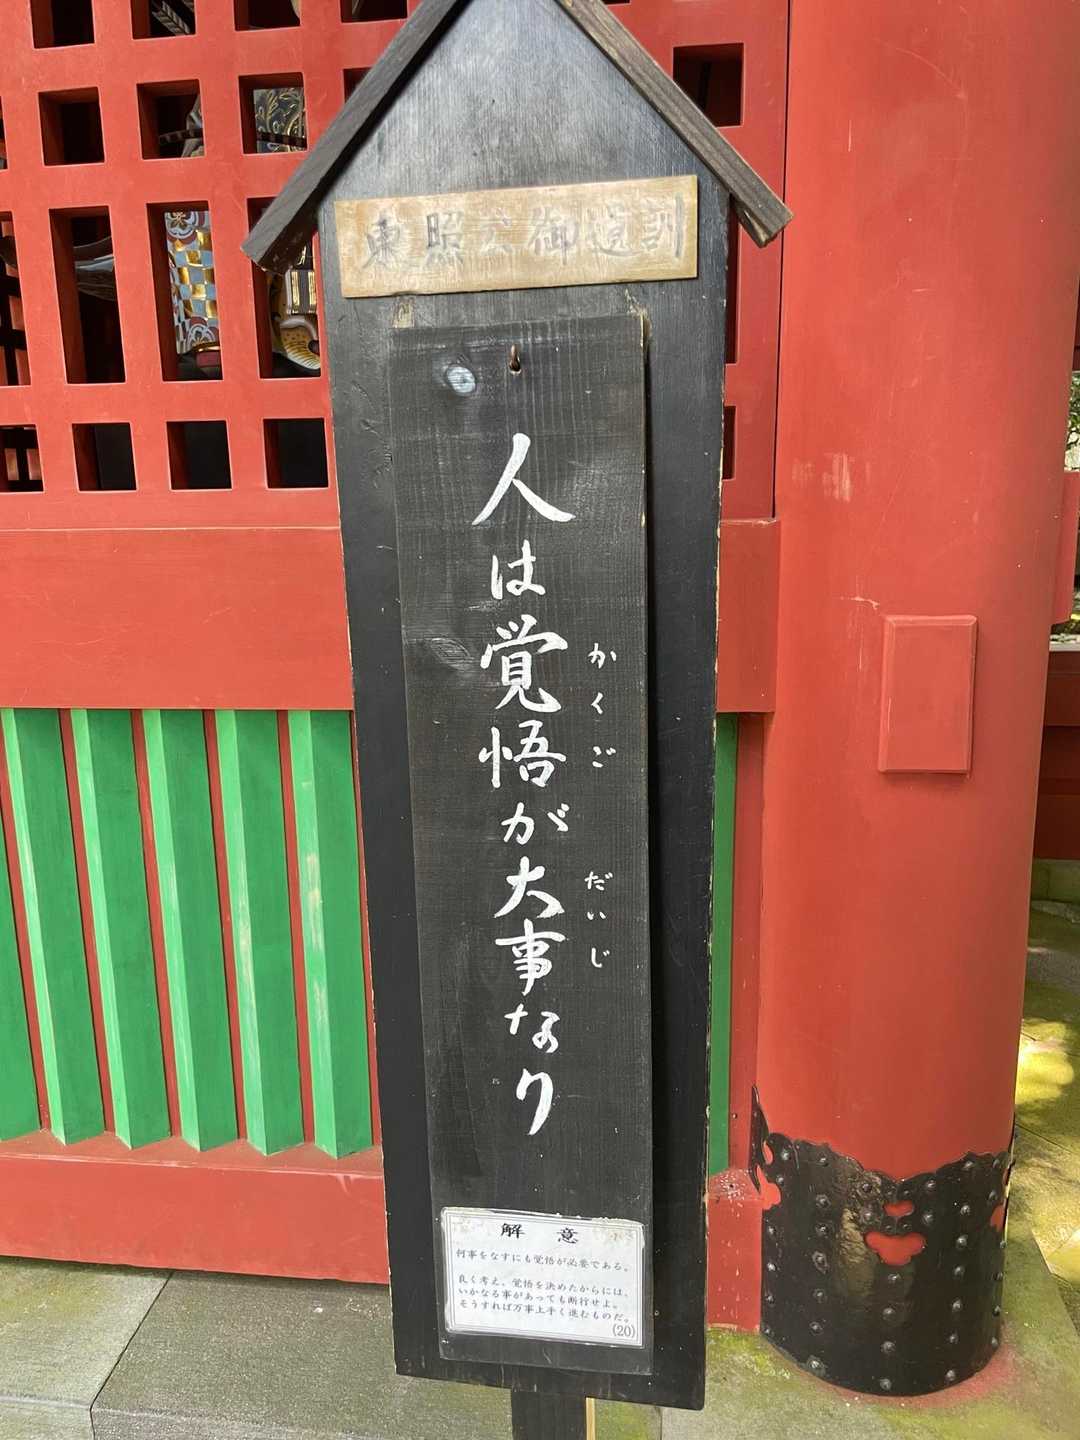 東照公御遺訓
人は覚悟が大事なり
かくご
だいじ
解意
何事をなすにも覚悟が必要である。
良く考え、覚悟を決めたからには、
いかなる事があっても断行せよ。
そうすれば万事上手く進むものだ。
(20)